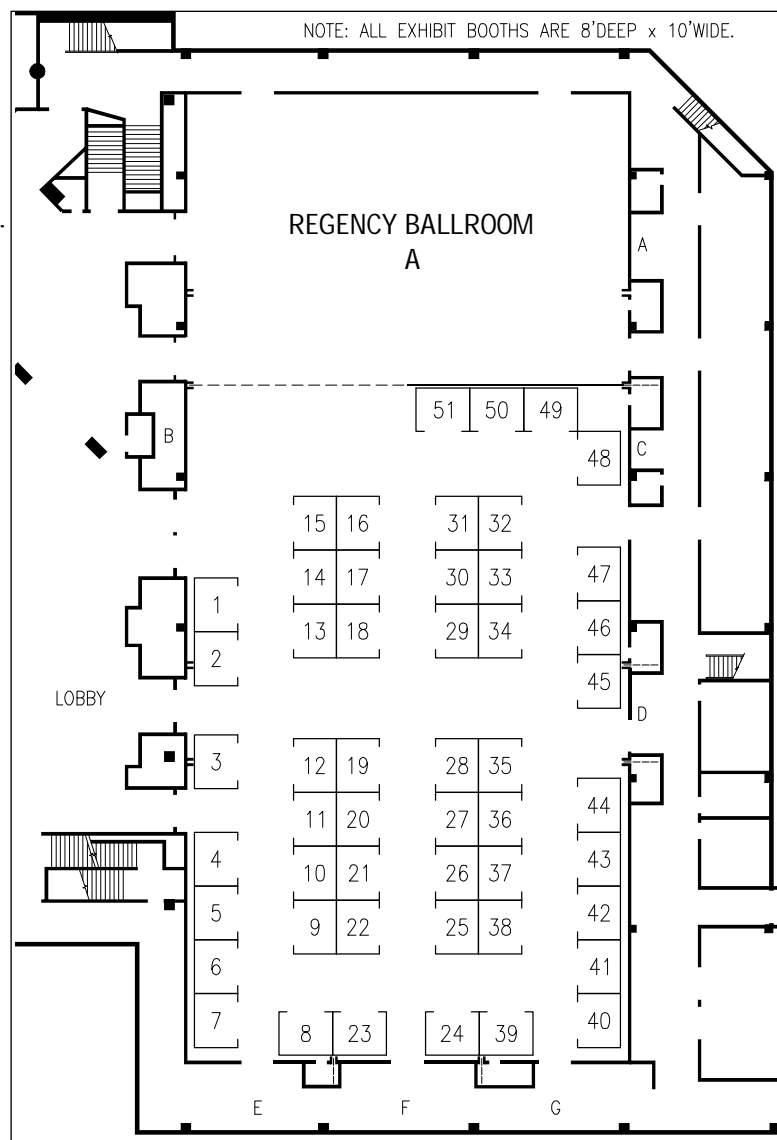 NOTE: ALL EXHIBIT BOOTHS ARE 8'DEEP x 10'WIDE.
REGENCY BALLROOM
A
A
51 50 49
B
C
48
15 16 31 32
47
14 17 30 33
1
46
13 18 29 34
2
45
LOBBY
D
3
12 19 28 35
44
11 20 27 36
4
43
10 21 26 37
5
42
9 22 25 38
6
41
7
40
8 23 24 39
E F G